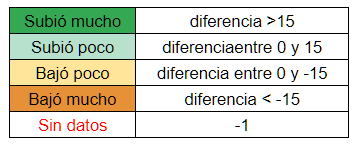 Subió mucho diferencia >15
Subió poco diferenciaentre 0 y 15
Bajó poco diferencia entre 0 y -15
Bajó mucho diferencia < -15
Sin datos -1